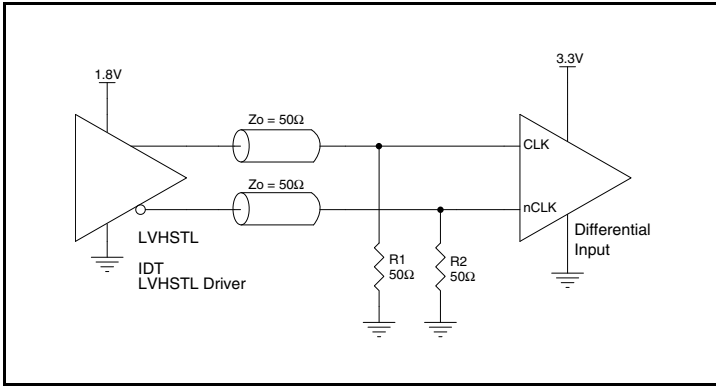 3.3V
1.8V
Zo = 50Ω
CLK
Zo = 50Ω
nCLK
Differential
Input
LVHSTL
IDT
LVHSTL Driver
R1
50Ω
R2
50Ω